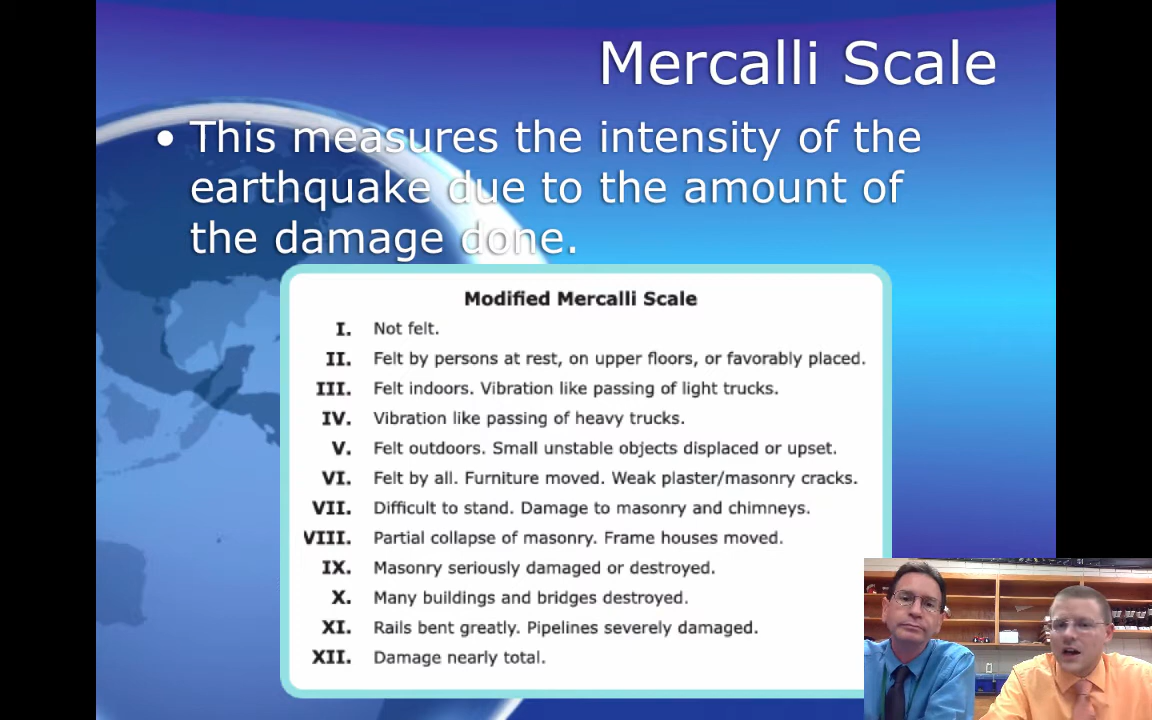 Mercalli Scale
• This measures the intensity of the
earthquake due to the amount of
the damage done.
Modified Mercalli Scale
I. Not felt.
II. Felt by persons at rest, on upper floors, or favorably placed.
III. Felt indoors. Vibration like passing of light trucks.
IV. Vibration like passing of heavy trucks.
V. Felt outdoors. Small unstable objects displaced or upset.
VI. Felt by all. Furniture moved. Weak plaster/masonry cracks.
VII. Difficult to stand. Damage to masonry and chimneys.
VIII. Partial collapse of masonry. Frame houses moved.
IX. Masonry seriously damaged or destroyed.
X. Many buildings and bridges destroyed.
XI. Rails bent greatly. Pipelines severely damaged.
XII. Damage nearly total.